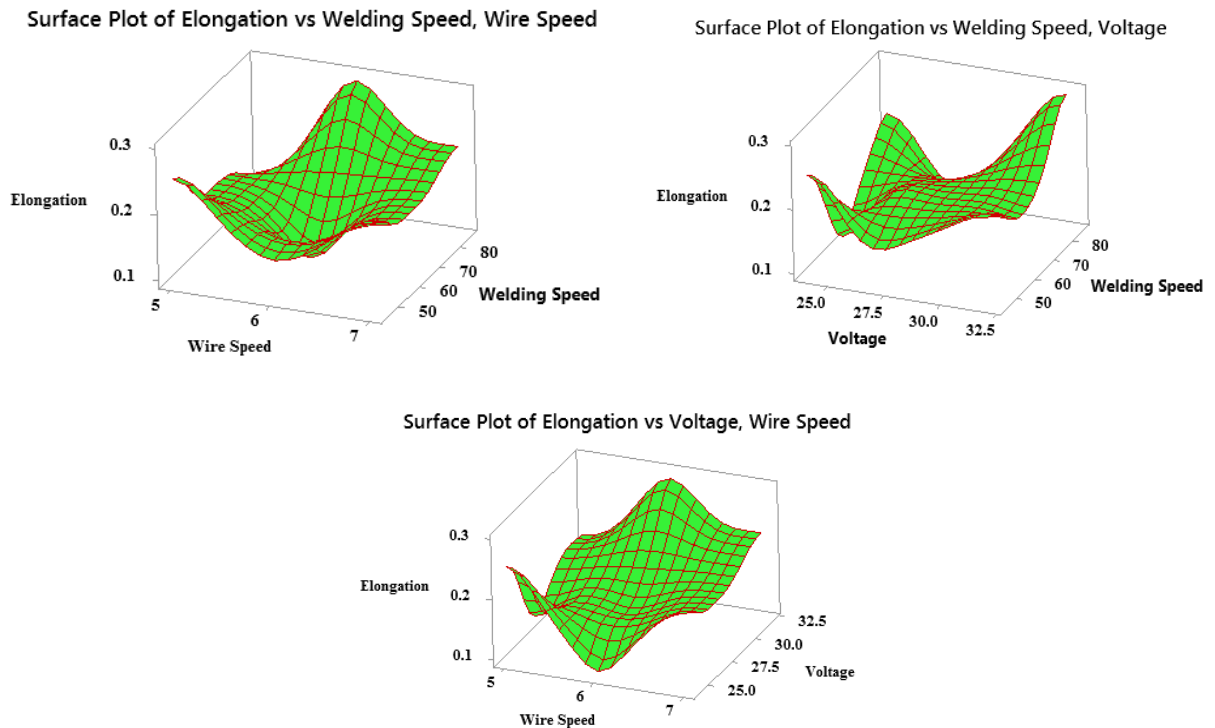 Surface Plot of Elongation vs Welding Speed, Wire Speed
0.3
Elongation
0.2
0.1
5
6
7
Wire Speed
50
60
70
80
Welding Speed
Surface Plot of Elongation vs Welding Speed, Voltage
0.3
Elongation
0.2
0.1
25.0
27.5
30.0
32.5
Voltage
50
60
70
80
Welding Speed
Surface Plot of Elongation vs Voltage, Wire Speed
0.3
Elongation
0.2
0.1
5
6
7
Wire Speed
25.0
27.5
30.0
32.5
Voltage